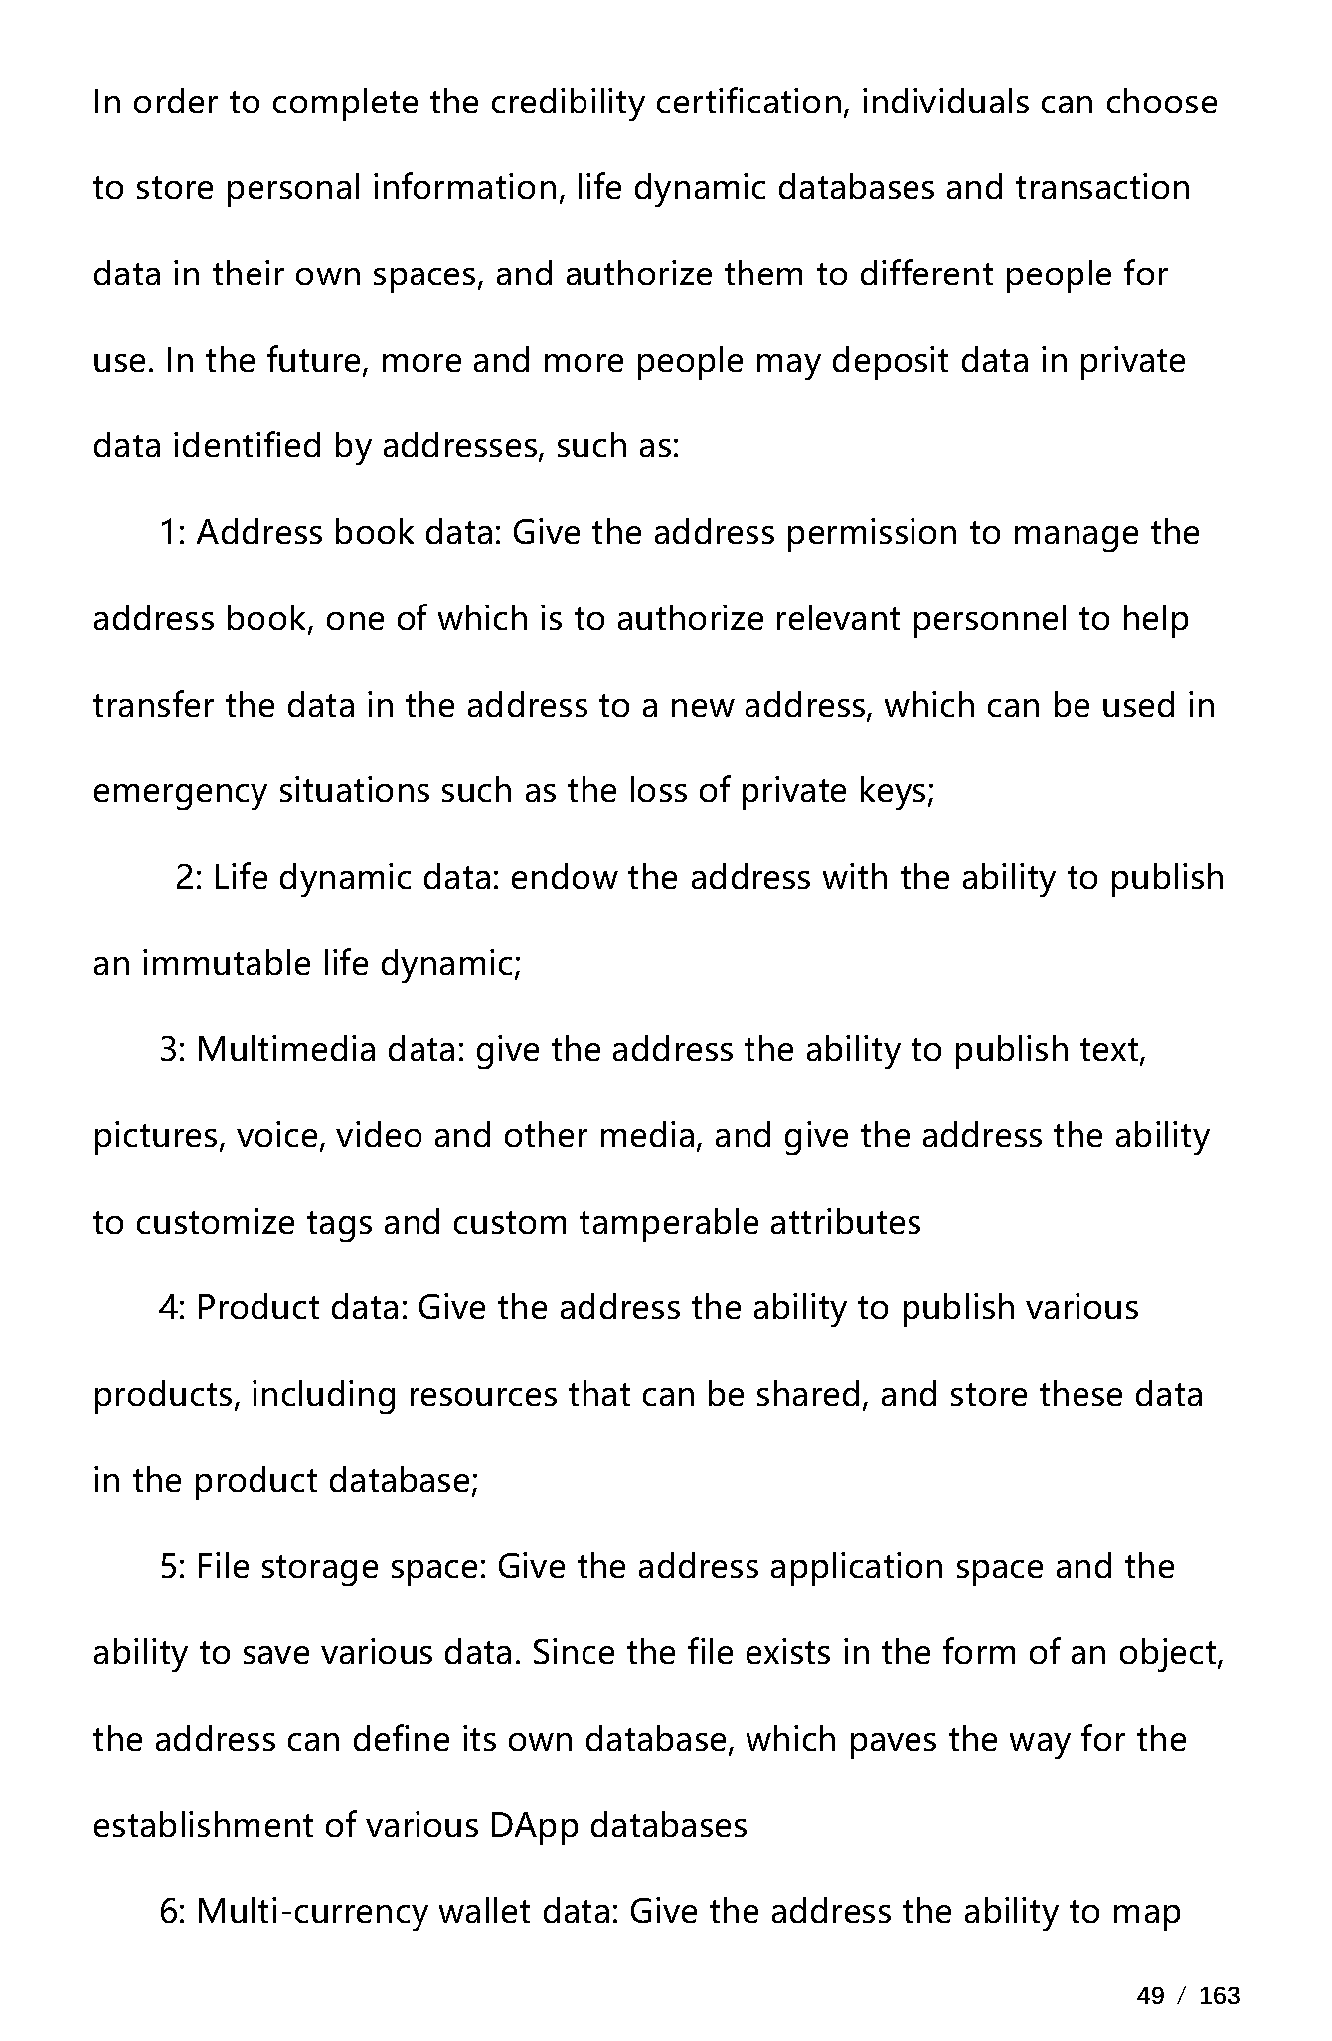 In order to complete the credibility certification, individuals can choose
to store personal information, life dynamic databases and transaction
data in their own spaces, and authorize them to different people for
use. In the future, more and more people may deposit data in private
data identified by addresses, such as:
1: Address book data: Give the address permission to manage the
address book, one of which is to authorize relevant personnel to help
transfer the data in the address to a new address, which can be used in
emergency situations such as the loss of private keys;
2: Life dynamic data: endow the address with the ability to publish
an immutable life dynamic;
3: Multimedia data: give the address the ability to publish text,
pictures, voice, video and other media, and give the address the ability
to customize tags and custom tamperable attributes
4: Product data: Give the address the ability to publish various
products, including resources that can be shared, and store these data
in the product database;
5: File storage space: Give the address application space and the
ability to save various data. Since the file exists in the form of an object,
the address can define its own database, which paves the way for the
establishment of various DApp databases
6: Multi-currency wallet data: Give the address the ability to map
49 / 163